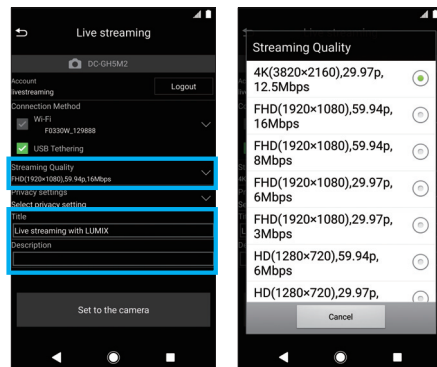 Live streaming
DC-GH5M2
Account
livestreaming
Logout
Connection Method
Wi-Fi
F0330W_129888
USB Tethering
Streaming Quality
FHD(1920×1080),59.94p,16Mbps
Privacy settings
Select privacy setting
Title
Live streaming with LUMIX
Description
Set to the camera
Streaming Quality
4K(3820×2160),29.97p,
12.5Mbps
FHD(1920×1080),59.94p,
16Mbps
FHD(1920×1080),59.94p,
8Mbps
FHD(1920×1080),29.97p,
6Mbps
FHD(1920×1080),29.97p,
3Mbps
HD(1280×720),59.94p,
6Mbps
HD(1280×720),29.97p,
Cancel